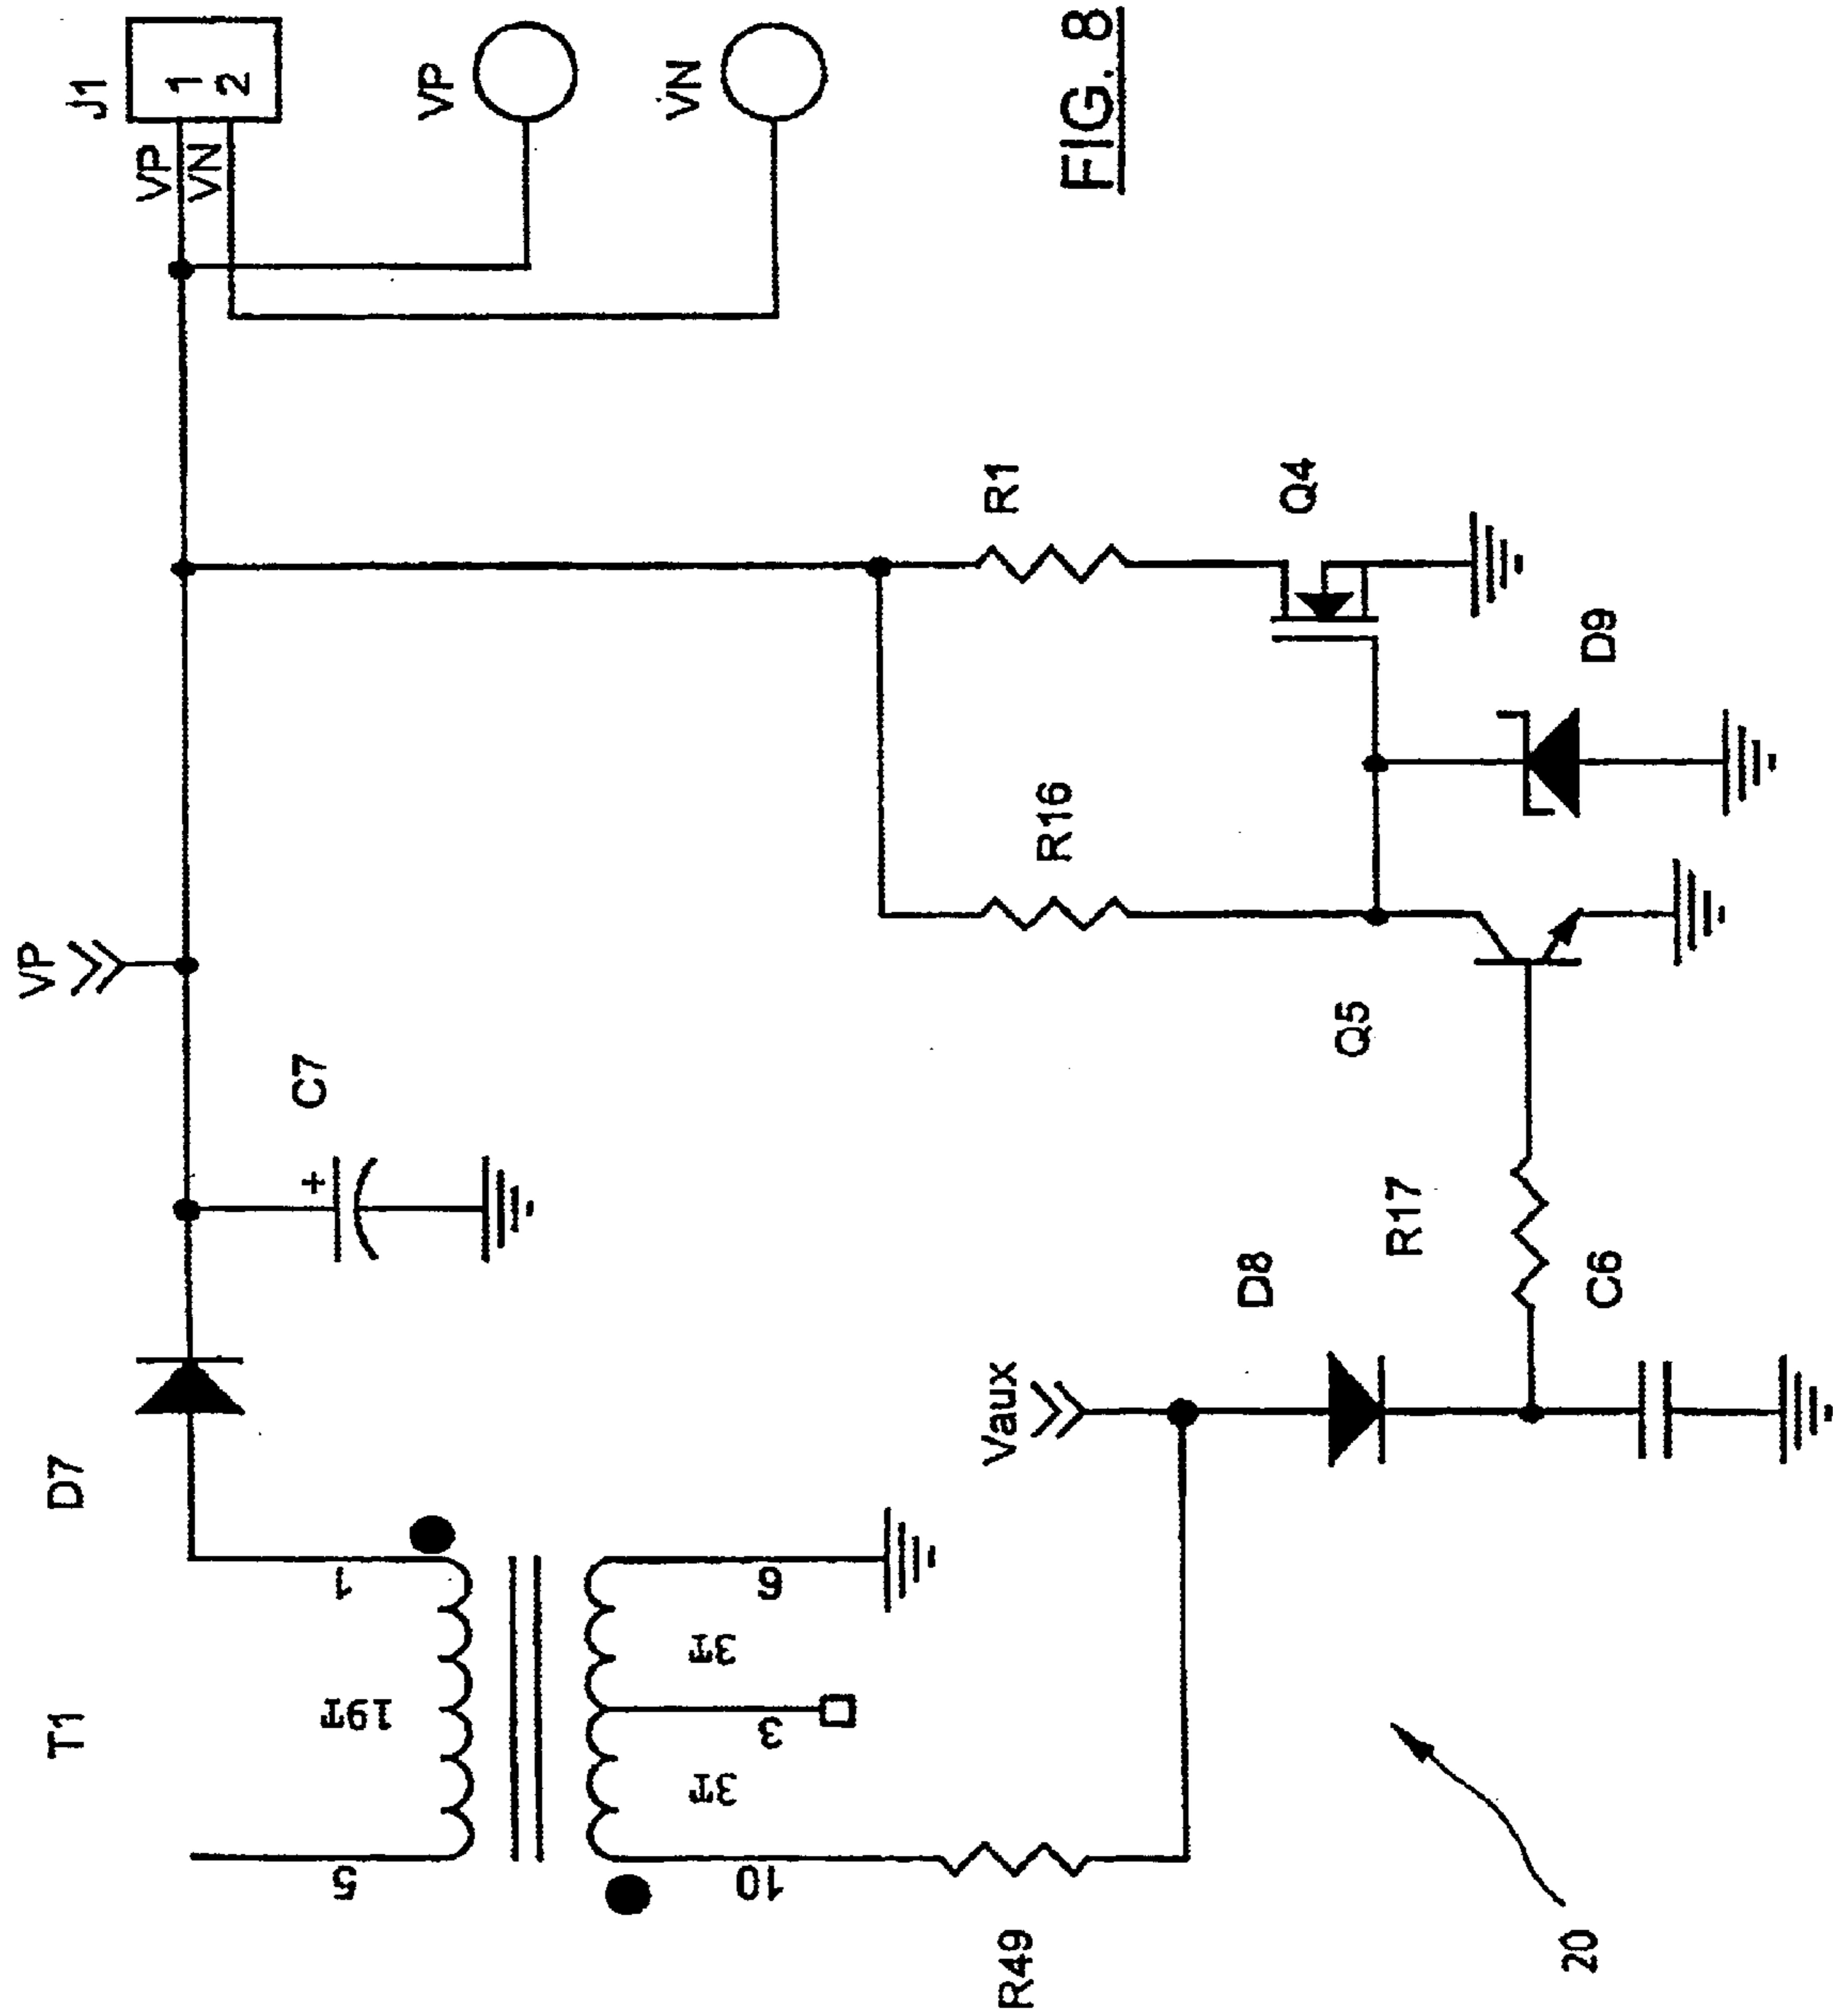 J1
1
2
VP
VN
VP
VN
FIG. 8
VP
C7
D7
T1
1
19T
5
6
3T
3
3T
10
R49
Vaux
D8
R17
C6
Q5
R16
R1
Q4
D9
20